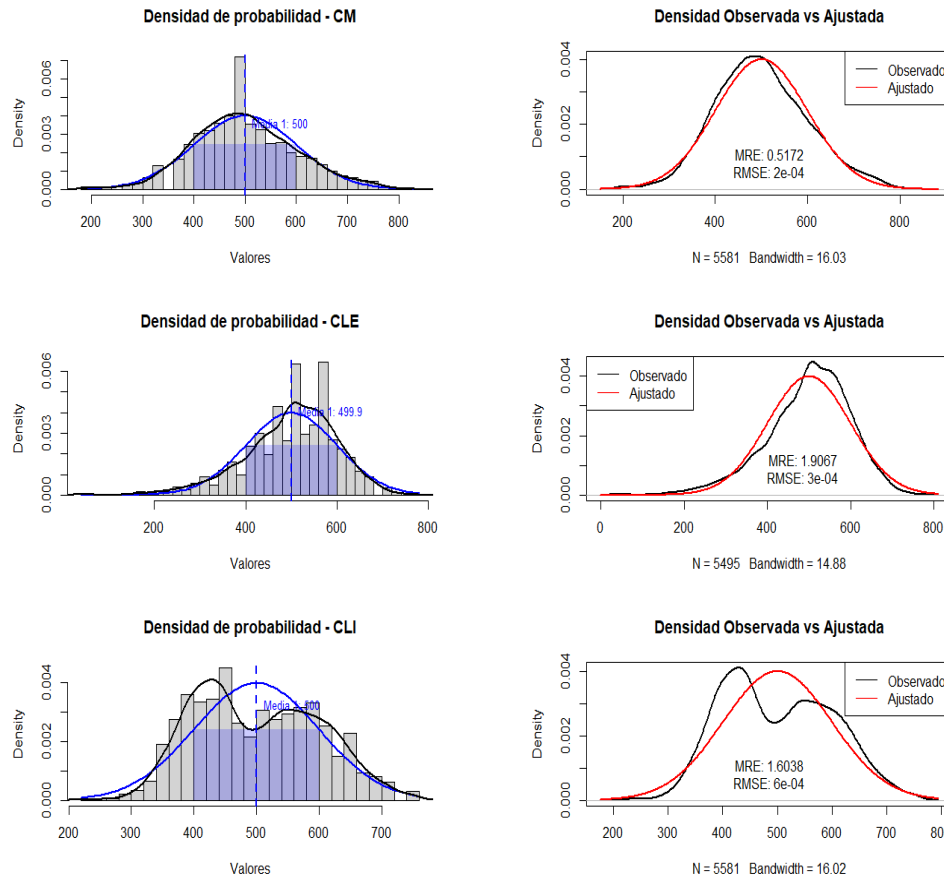 Densidad de probabilidad - CM
Density
0.000 0.003 0.006
Media 1: 500
200 300 400 500 600 700 800
Valores
Densidad Observada vs Ajustada
Density
0.000 0.002 0.004
Observado
Ajustado
MRE: 0.5172
RMSE: 2e-04
200 400 600 800
N = 5581 Bandwidth = 16.03
Densidad de probabilidad - CLE
Density
0.000 0.003 0.006
Media 1: 499.9
200 400 600 800
Valores
Densidad Observada vs Ajustada
Density
0.000 0.002 0.004
Observado
Ajustado
MRE: 1.9067
RMSE: 3e-04
0 200 400 600 800
N = 5495 Bandwidth = 14.88
Densidad de probabilidad - CLI
Density
0.000 0.002 0.004
Media 1: 500
200 300 400 500 600 700
Valores
Densidad Observada vs Ajustada
Density
0.000 0.002 0.004
Observado
Ajustado
MRE: 1.6038
RMSE: 6e-04
200 300 400 500 600 700 800
N = 5581 Bandwidth = 16.02